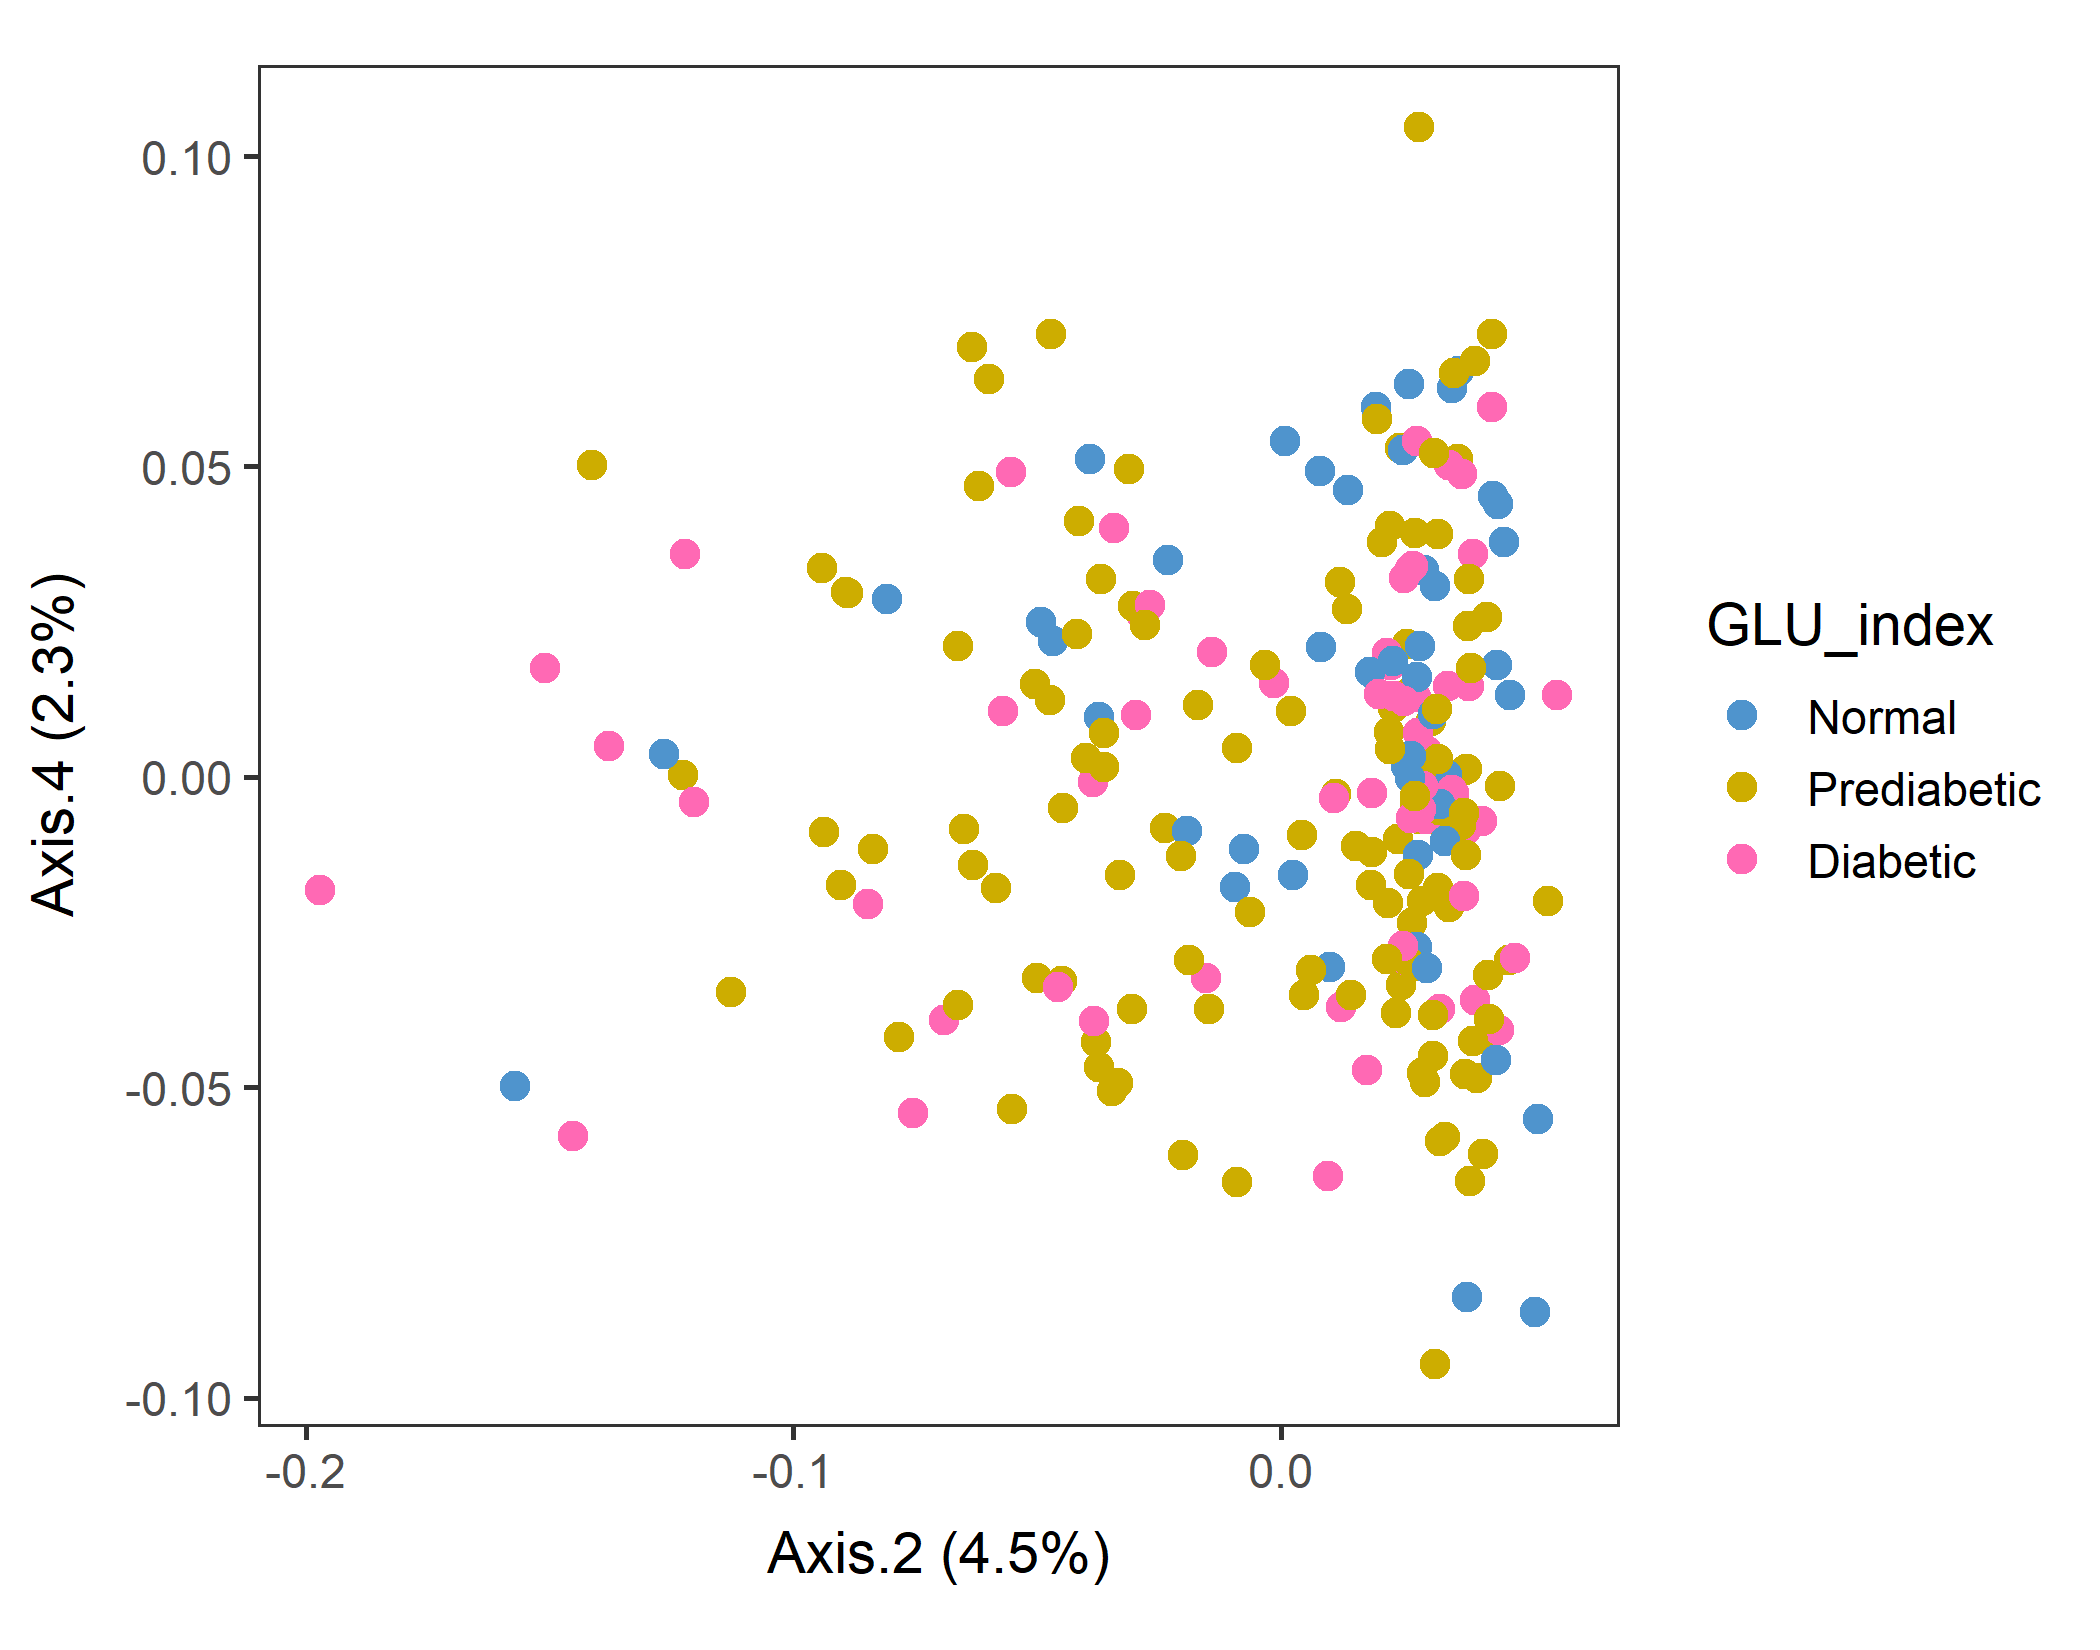 0.10
0.05
0.00
-0.05
-0.10
Axis.4 (2.3%)
-0.2
-0.1
0.0
Axis.2 (4.5%)
GLU_index
Normal
Prediabetic
Diabetic